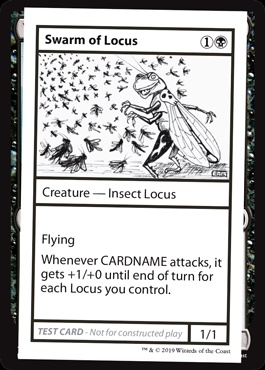 Swarm of Locus 1
Creature — Insect Locus
Flying
Whenever CARDNAME attacks, it
gets +1/+0 until end of turn for
each Locus you control.
TEST CARD - Not for constructed play 1/1
™ & © 2019 Wizards of the Coast